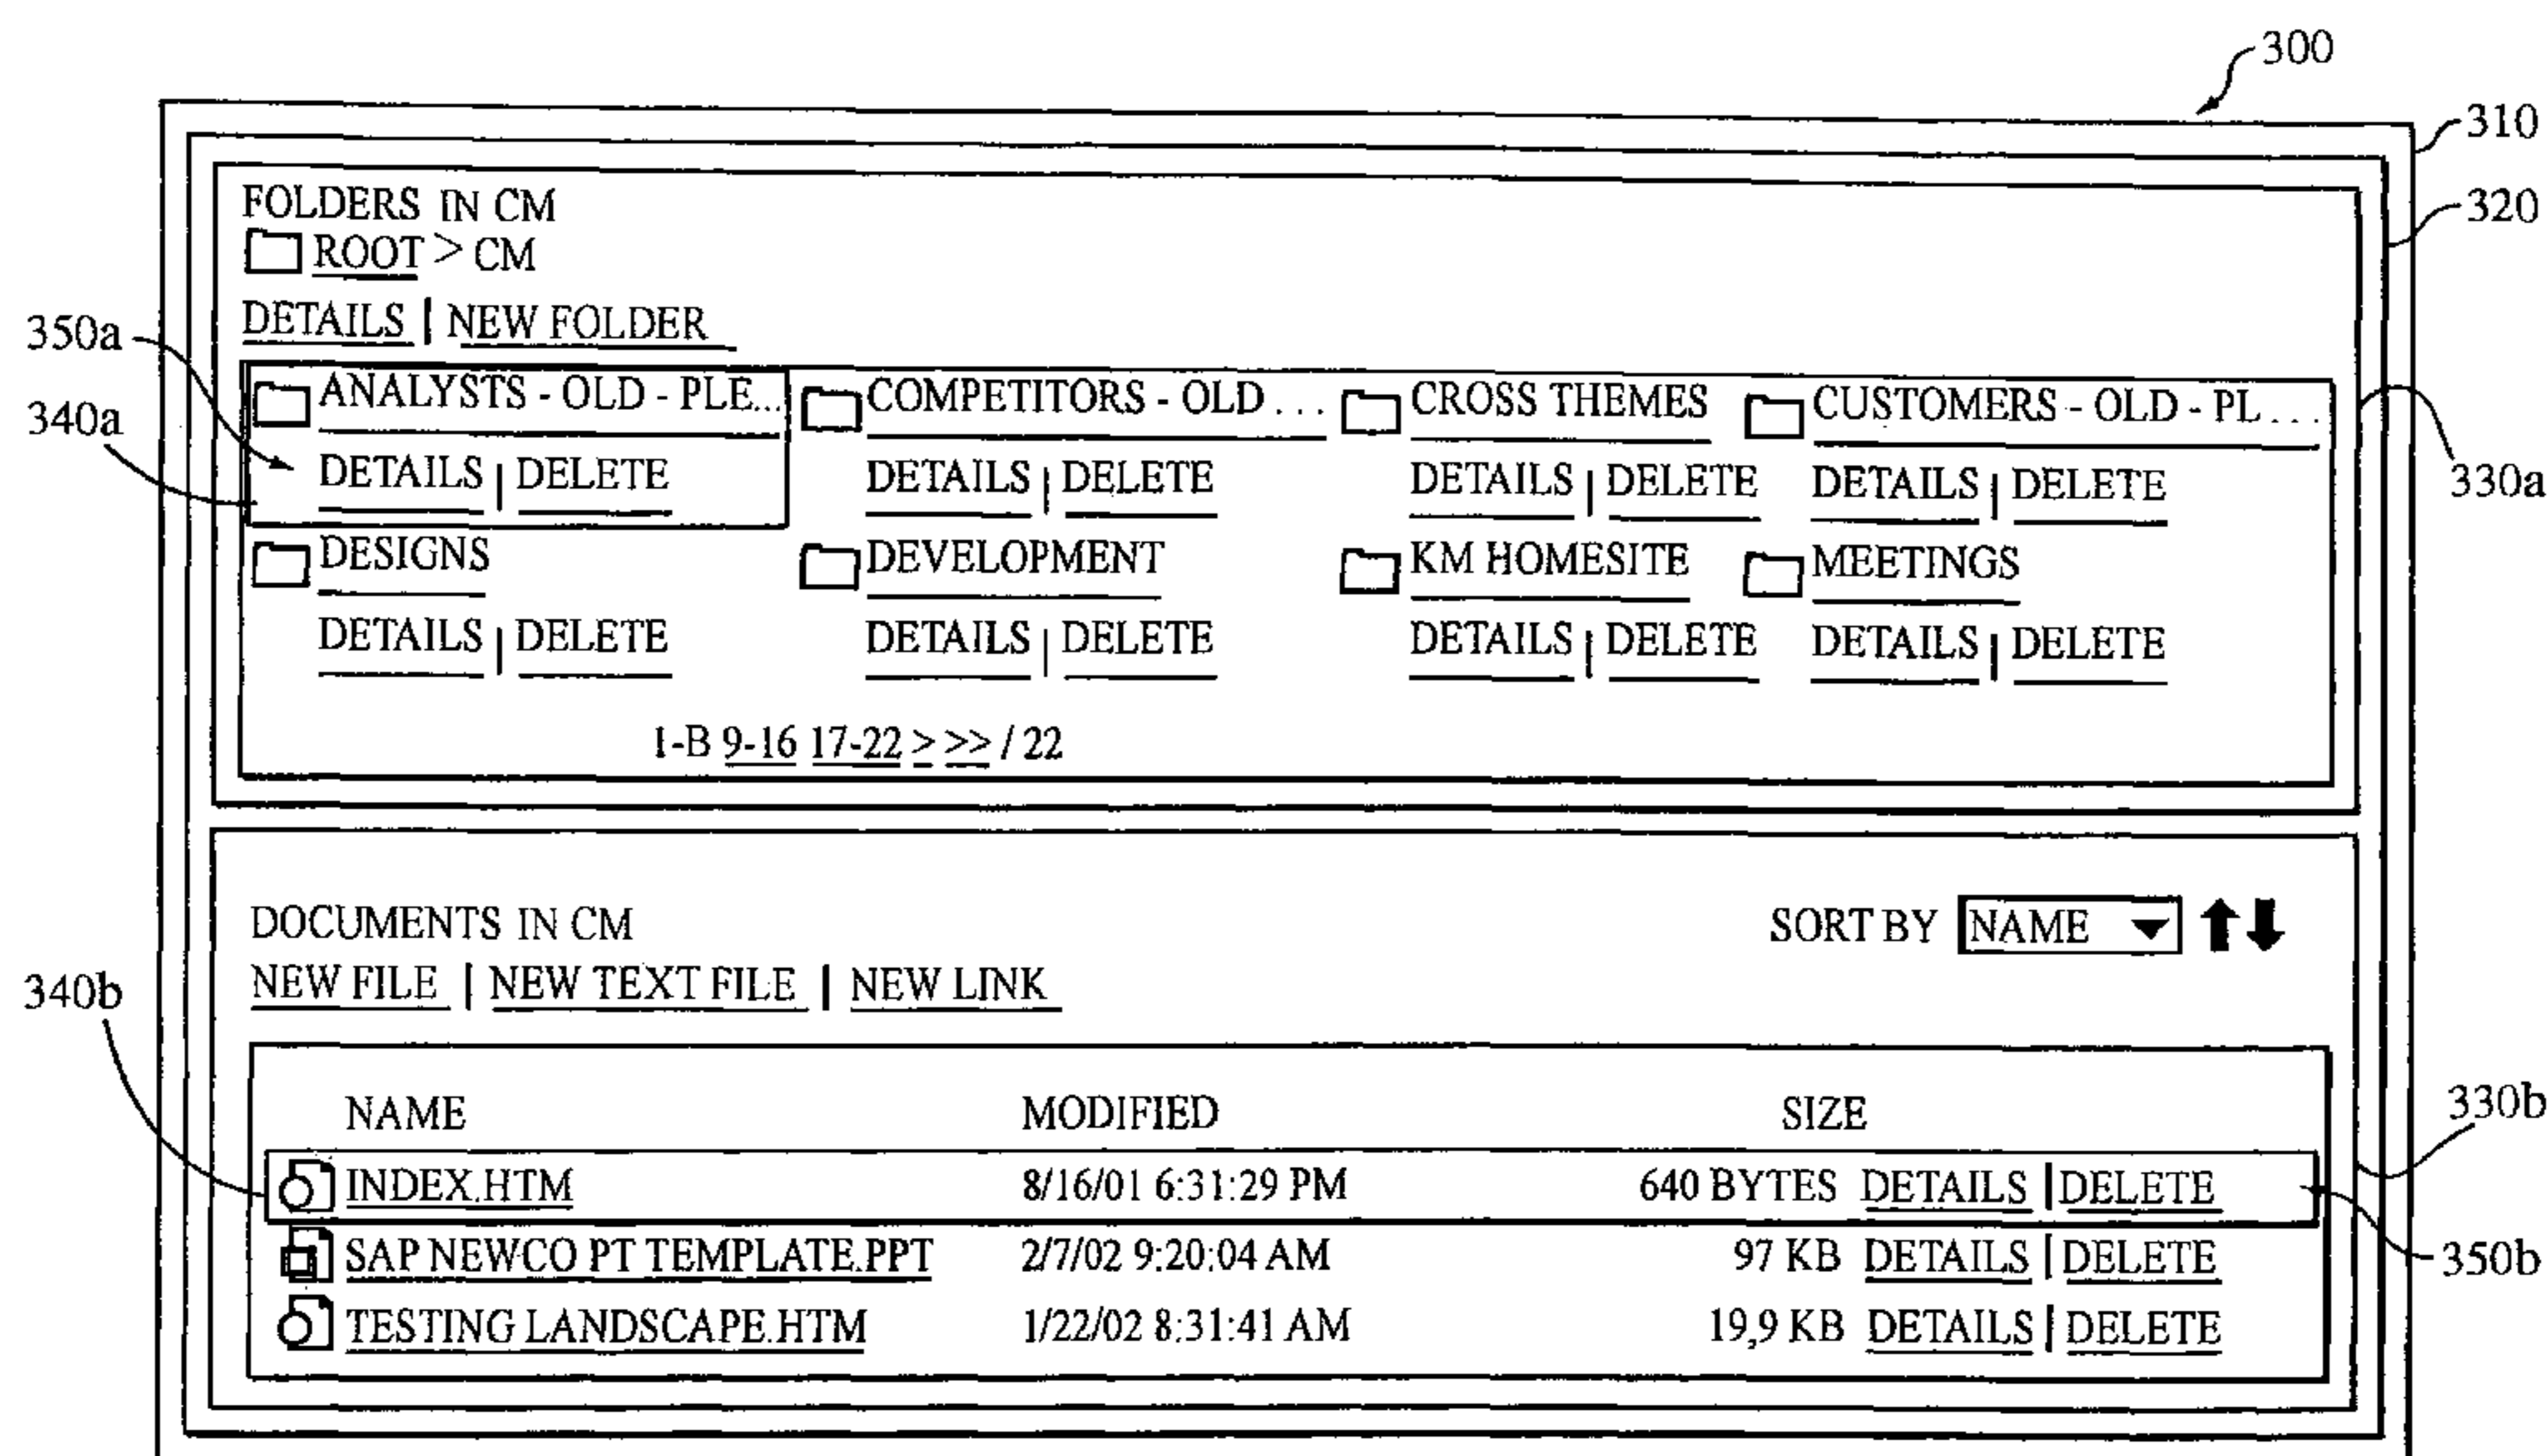 300
310
320
FOLDERS IN CM
ROOT > CM
DETAILS | NEW FOLDER
350a
340a
330a
ANALYSTS - OLD - PLE... COMPETITORS - OLD ... CROSS THEMES CUSTOMERS - OLD - PL ...
DETAILS | DELETE DETAILS | DELETE DETAILS | DELETE DETAILS | DELETE
DESIGNS DEVELOPMENT KM HOMESITE MEETINGS
DETAILS | DELETE DETAILS | DELETE DETAILS | DELETE DETAILS | DELETE
1-B 9-16 17-22 > >> / 22
DOCUMENTS IN CM SORT BY NAME
NEW FILE | NEW TEXT FILE | NEW LINK
340b
330b
NAME MODIFIED SIZE
INDEX.HTM 8/16/01 6:31:29 PM 640 BYTES DETAILS | DELETE
SAP NEWCO PT TEMPLATE.PPT 2/7/02 9:20:04 AM 97 KB DETAILS | DELETE
350b
TESTING LANDSCAPE.HTM 1/22/02 8:31:41 AM 19,9 KB DETAILS | DELETE